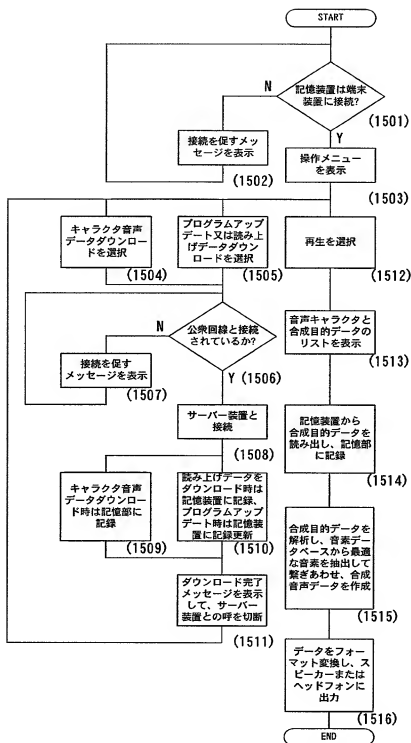 START
記憶装置は端末
装置に接続?
N
(1501)
Y
接続を促すメッ
セージを表示
(1502)
操作メニュー
を表示
(1503)
キャラクタ音声
データダウンロー
ドを選択
(1504)
プログラムアップ
デート又は読み上
げデータダウン
ロードを選択
(1505)
再生を選択
(1512)
公衆回線と接続
されているか?
N
Y (1506)
接続を促す
メッセージを表示
(1507)
音声キャラクタと
合成目的データの
リストを表示
(1513)
サーバー装置と
接続
(1508)
記憶装置から
合成目的データを
読み出し、記憶部
に記録
(1514)
キャラクタ音声
データダウンロー
ド時は記憶部に
記録
(1509)
読み上げデータを
ダウンロード時は
記憶装置に記録、
プログラムアップ
デート時は記憶装
置に記録更新
(1510)
合成目的データを
解析し、音素デー
タベースから最適
な音素を抽出して
繋ぎあわせ、合成
音声データを作成
(1515)
ダウンロード完了
メッセージを表示
して、サーバー
装置との呼を切断
(1511)
データをフォー
マット変換し、ス
ピーカーまたは
ヘッドフォンに
出力
(1516)
END